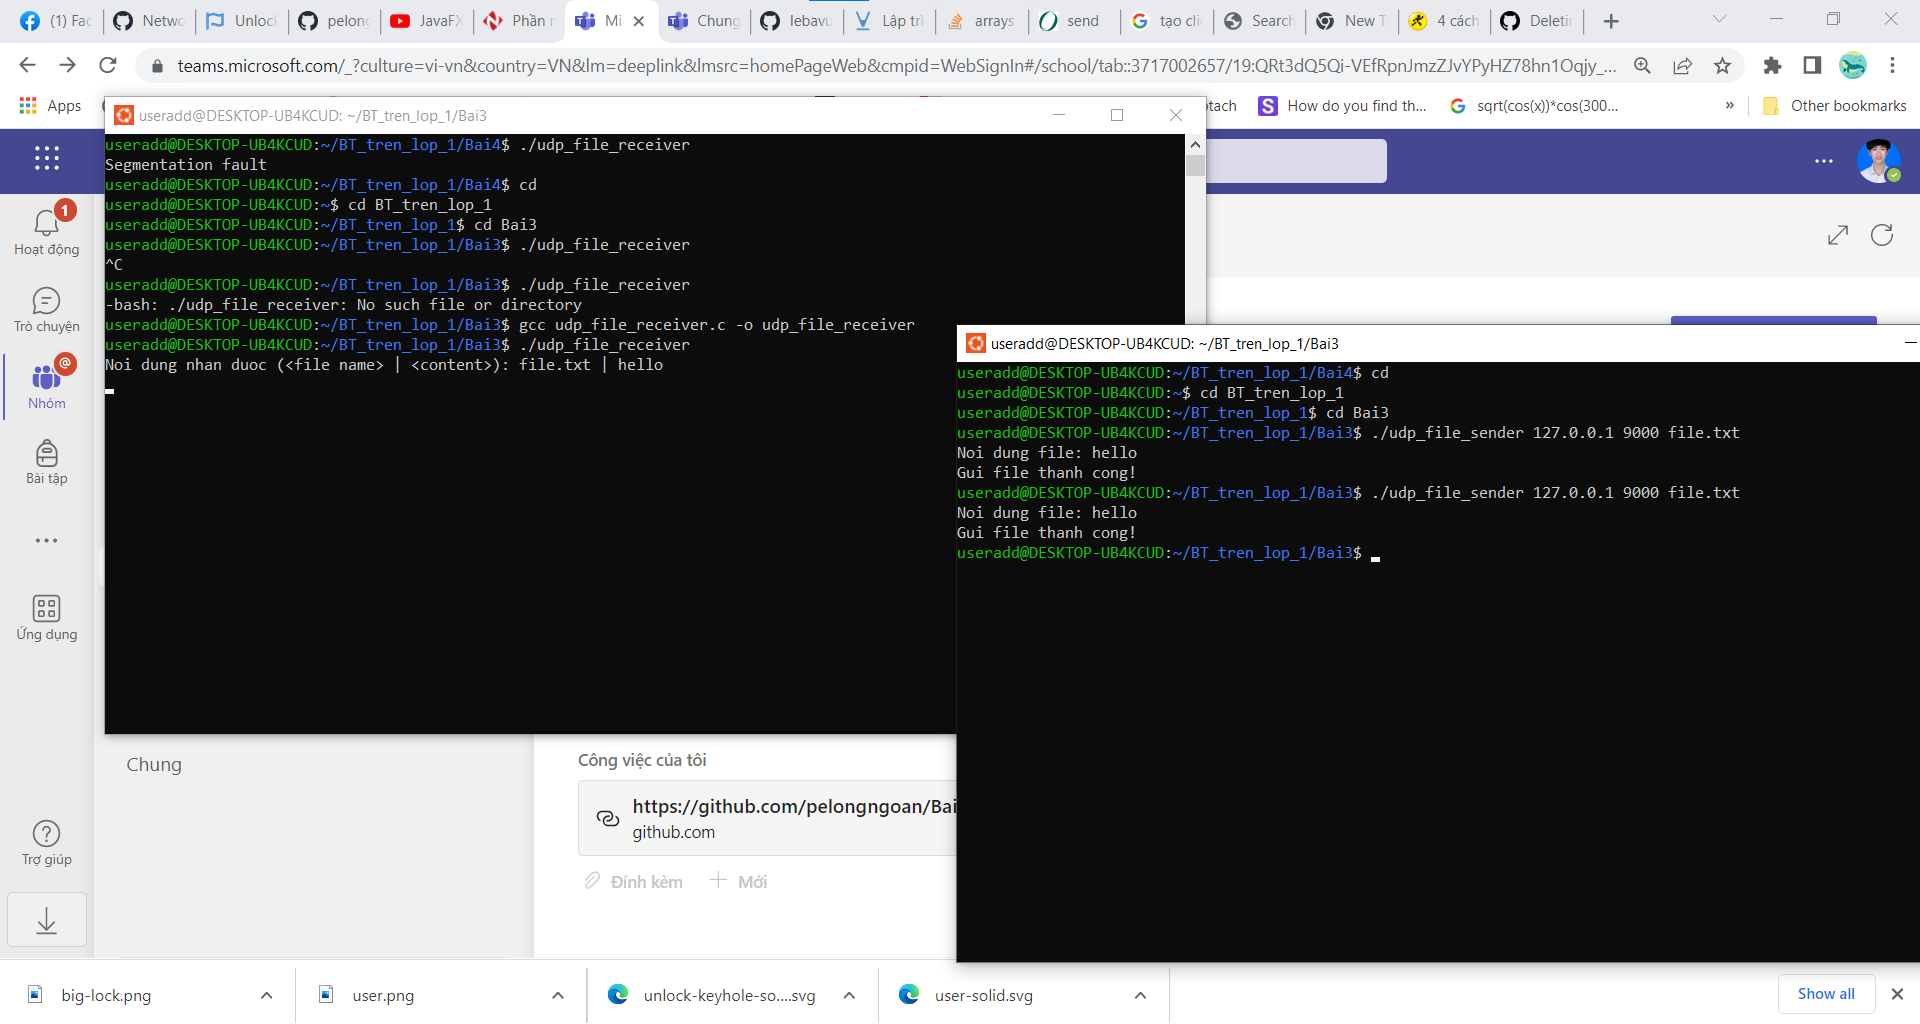 (1) Fac
Netwo
Unlock
pelong
JavaFX
Phần m
Mi
Chung
lebavu
Lập trì
arrays
send
tạo clie
Search
New Ta
4 cách
Deletin
teams.microsoft.com/_?culture=vi-vn&country=VN&lm=deeplink&lmsrc=homePageWeb&cmpid=WebSignIn#/school/tab::3717002657/19:QRt3dQ5Qi-VEfRpnJmzZJvYPyHZ78hn1Oqjy_...
Apps
tach
How do you find th...
sqrt(cos(x))*cos(300...
»
Other bookmarks
useradd@DESKTOP-UB4KCUD: ~/BT_tren_lop_1/Bai3
useradd@DESKTOP-UB4KCUD:~/BT_tren_lop_1/Bai4$ ./udp_file_receiver
Segmentation fault
useradd@DESKTOP-UB4KCUD:~/BT_tren_lop_1/Bai4$ cd
useradd@DESKTOP-UB4KCUD:~$ cd BT_tren_lop_1
useradd@DESKTOP-UB4KCUD:~/BT_tren_lop_1$ cd Bai3
useradd@DESKTOP-UB4KCUD:~/BT_tren_lop_1/Bai3$ ./udp_file_receiver
^C
useradd@DESKTOP-UB4KCUD:~/BT_tren_lop_1/Bai3$ ./udp_file_receiver
-bash: ./udp_file_receiver: No such file or directory
useradd@DESKTOP-UB4KCUD:~/BT_tren_lop_1/Bai3$ gcc udp_file_receiver.c -o udp_file_receiver
useradd@DESKTOP-UB4KCUD:~/BT_tren_lop_1/Bai3$ ./udp_file_receiver
Noi dung nhan duoc (<file name> | <content>): file.txt | hello
useradd@DESKTOP-UB4KCUD: ~/BT_tren_lop_1/Bai3
useradd@DESKTOP-UB4KCUD:~/BT_tren_lop_1/Bai4$ cd
useradd@DESKTOP-UB4KCUD:~$ cd BT_tren_lop_1
useradd@DESKTOP-UB4KCUD:~/BT_tren_lop_1$ cd Bai3
useradd@DESKTOP-UB4KCUD:~/BT_tren_lop_1/Bai3$ ./udp_file_sender 127.0.0.1 9000 file.txt
Noi dung file: hello
Gui file thanh cong!
useradd@DESKTOP-UB4KCUD:~/BT_tren_lop_1/Bai3$ ./udp_file_sender 127.0.0.1 9000 file.txt
Noi dung file: hello
Gui file thanh cong!
useradd@DESKTOP-UB4KCUD:~/BT_tren_lop_1/Bai3$
1
Hoạt động
Trò chuyện
@
Nhóm
Bài tập
Ứng dụng
Trợ giúp
Chung
Công việc của tôi
https://github.com/pelongngoan/Bai
github.com
Đính kèm
Mới
big-lock.png
user.png
unlock-keyhole-so....svg
user-solid.svg
Show all